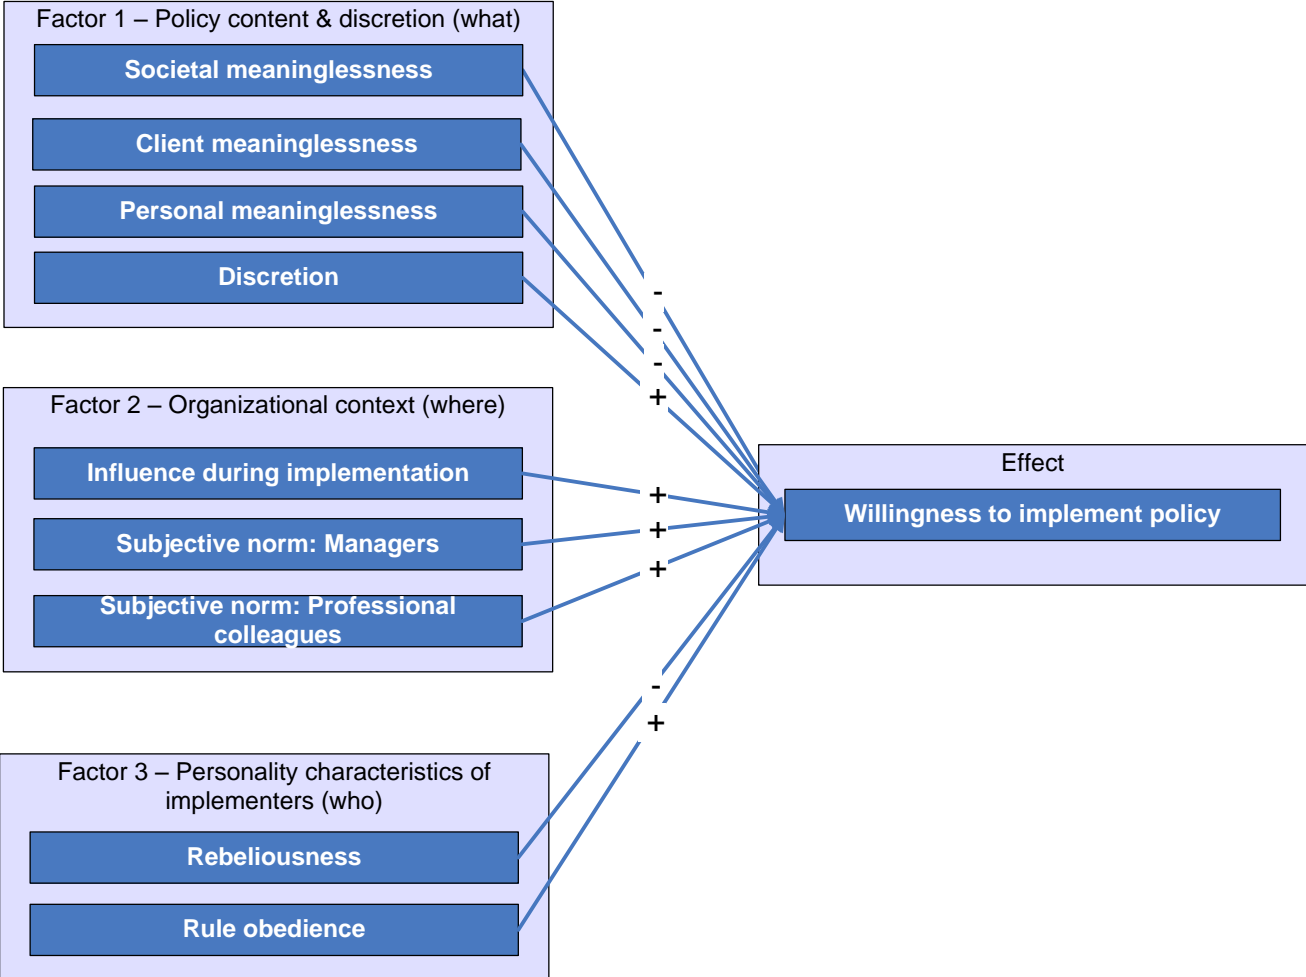 Factor 1 – Policy content & discretion (what)
Societal meaninglessness
Client meaninglessness
Personal meaninglessness
Discretion
-
-
-
+
Factor 2 – Organizational context (where)
Influence during implementation
Subjective norm: Managers
Subjective norm: Professional
colleagues
+
+
+
Effect
Willingness to implement policy
-
+
Factor 3 – Personality characteristics of
implementers (who)
Rebeliousness
Rule obedience